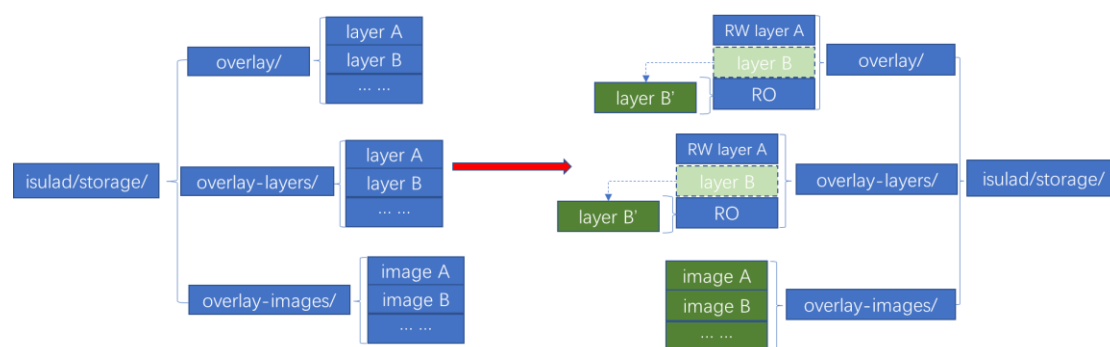 isulad/storage/
overlay/
layer A
layer B
... ...
overlay-layers/
layer A
layer B
... ...
overlay-images/
image A
image B
... ...
RW layer A
layer B
RO
layer B'
overlay/
RW layer A
layer B
RO
layer B'
overlay-layers/
isulad/storage/
image A
image B
... ...
overlay-images/